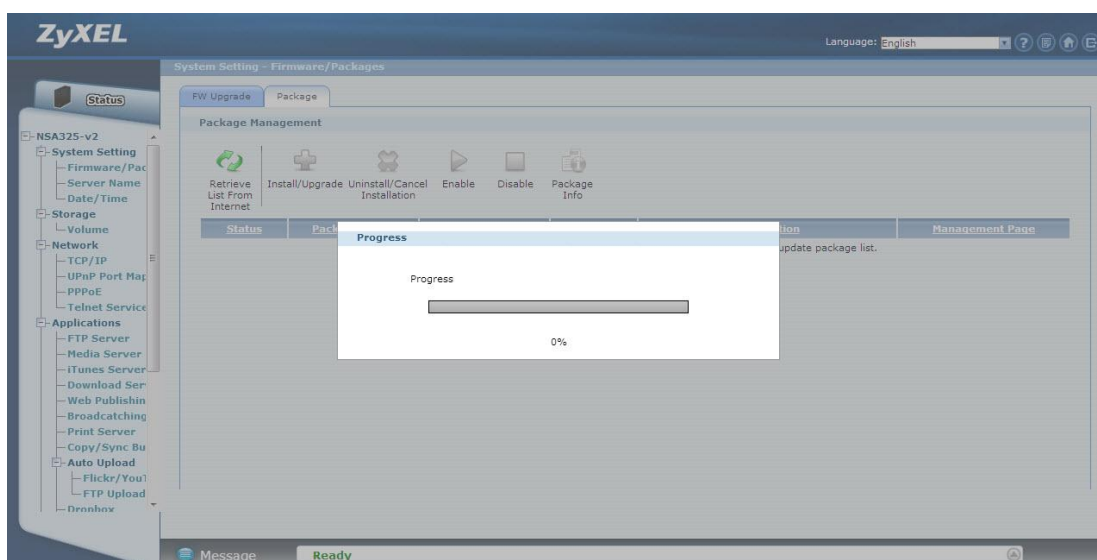 ZyXEL
Language: English
System Setting - Firmware/Packages
Status
FW Upgrade Package
Package Management
Retrieve List From Internet
Install/Upgrade
Uninstall/Cancel Installation
Enable
Disable
Package Info
Status Pack tion Management Page
update package list.
Progress
Progress
0%
NSA325-v2
System Setting
Firmware/Pac
Server Name
Date/Time
Storage
Volume
Network
TCP/IP
UPnP Port Map
PPPoE
Telnet Service
Applications
FTP Server
Media Server
iTunes Server
Download Ser
Web Publishin
Broadcatching
Print Server
Copy/Sync Bu
Auto Upload
Flickr/YouT
FTP Upload
Dropbox
Message Ready